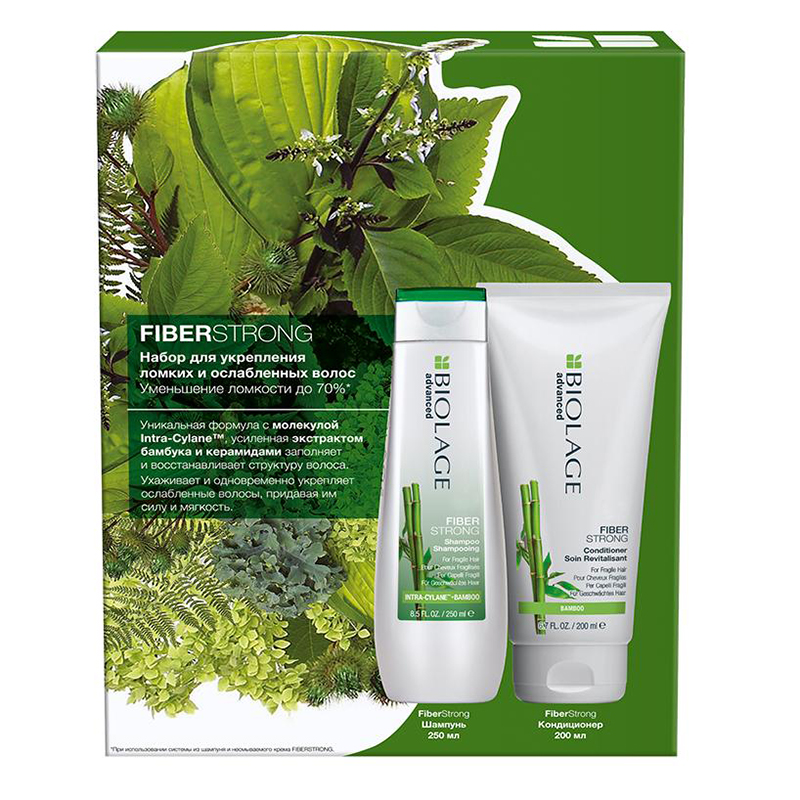 FIBERSTRONG
Набор для укрепления
ломких и ослабленных волос
Уменьшение ломкости до 70%*
Уникальная формула с молекулой
Intra-Cylane™, усиленная экстрактом
бамбука и керамидами заполняет
и восстанавливает структуру волоса.
Ухаживает и одновременно укрепляет
ослабленные волосы, придавая им
силу и мягкость.
BIOLAGE
advanced
FIBER
STRONG
Shampoo
Shampooing
For Fragile Hair
Pour Cheveux Fragilisés
Per Capelli Fragili
Für Geschwächtes Haar
INTRA-CYLANE™+BAMBOO
8.5 FL. OZ. / 250 ml ℮
BIOLAGE
advanced
FIBER
STRONG
Conditioner
Soin Revitalisant
For Fragile Hair
Pour Cheveux Fragilisés
Per Capelli Fragili
Für Geschwächtes Haar
BAMBOO
6.7 FL. OZ. / 200 ml ℮
FiberStrong
Шампунь
250 мл
FiberStrong
Кондиционер
200 мл
*При использовании системы из шампуня и несмываемого крема FIBERSTRONG.